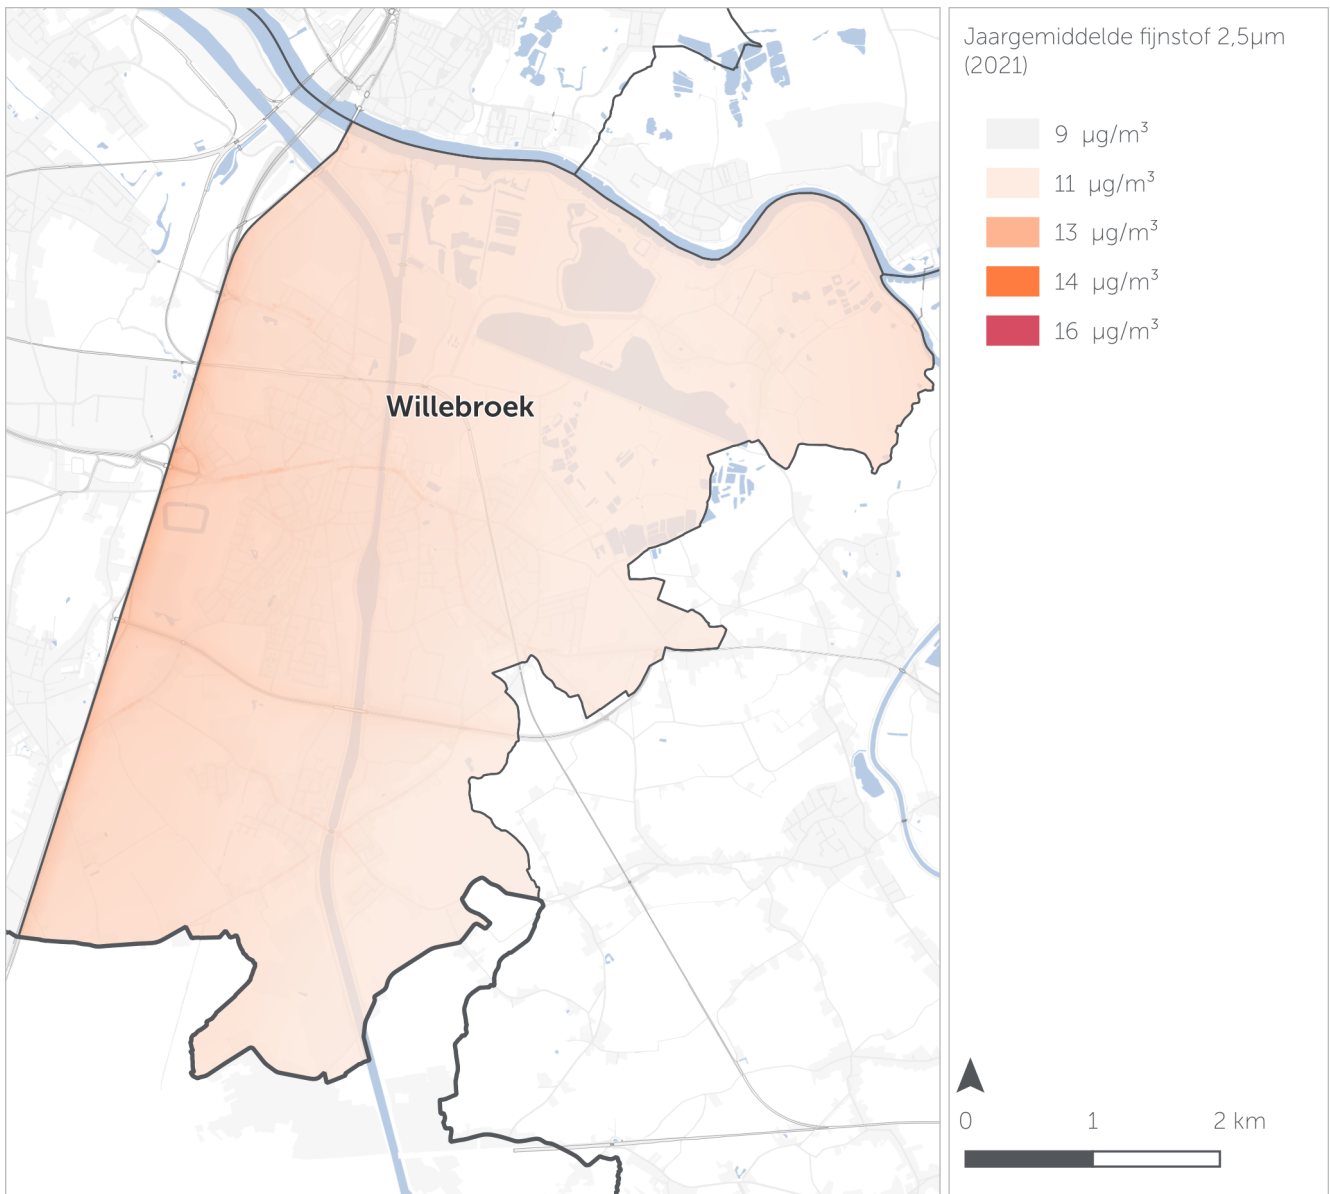 Willebroek
Jaargemiddelde fijnstof 2,5µm
(2021)
9 µg/m³
11 µg/m³
13 µg/m³
14 µg/m³
16 µg/m³
0 1 2 km